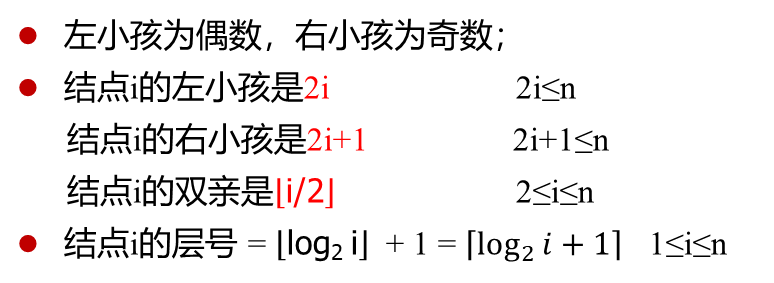 ● 左小孩为偶数，右小孩为奇数；
● 结点i的左小孩是2i 2i≤n
结点i的右小孩是2i+1 2i+1≤n
结点i的双亲是⌊i/2⌋ 2≤i≤n
● 结点i的层号 = ⌊log₂ i⌋ + 1 = ⌈log₂ 𝑖 + 1⌉ 1≤i≤n